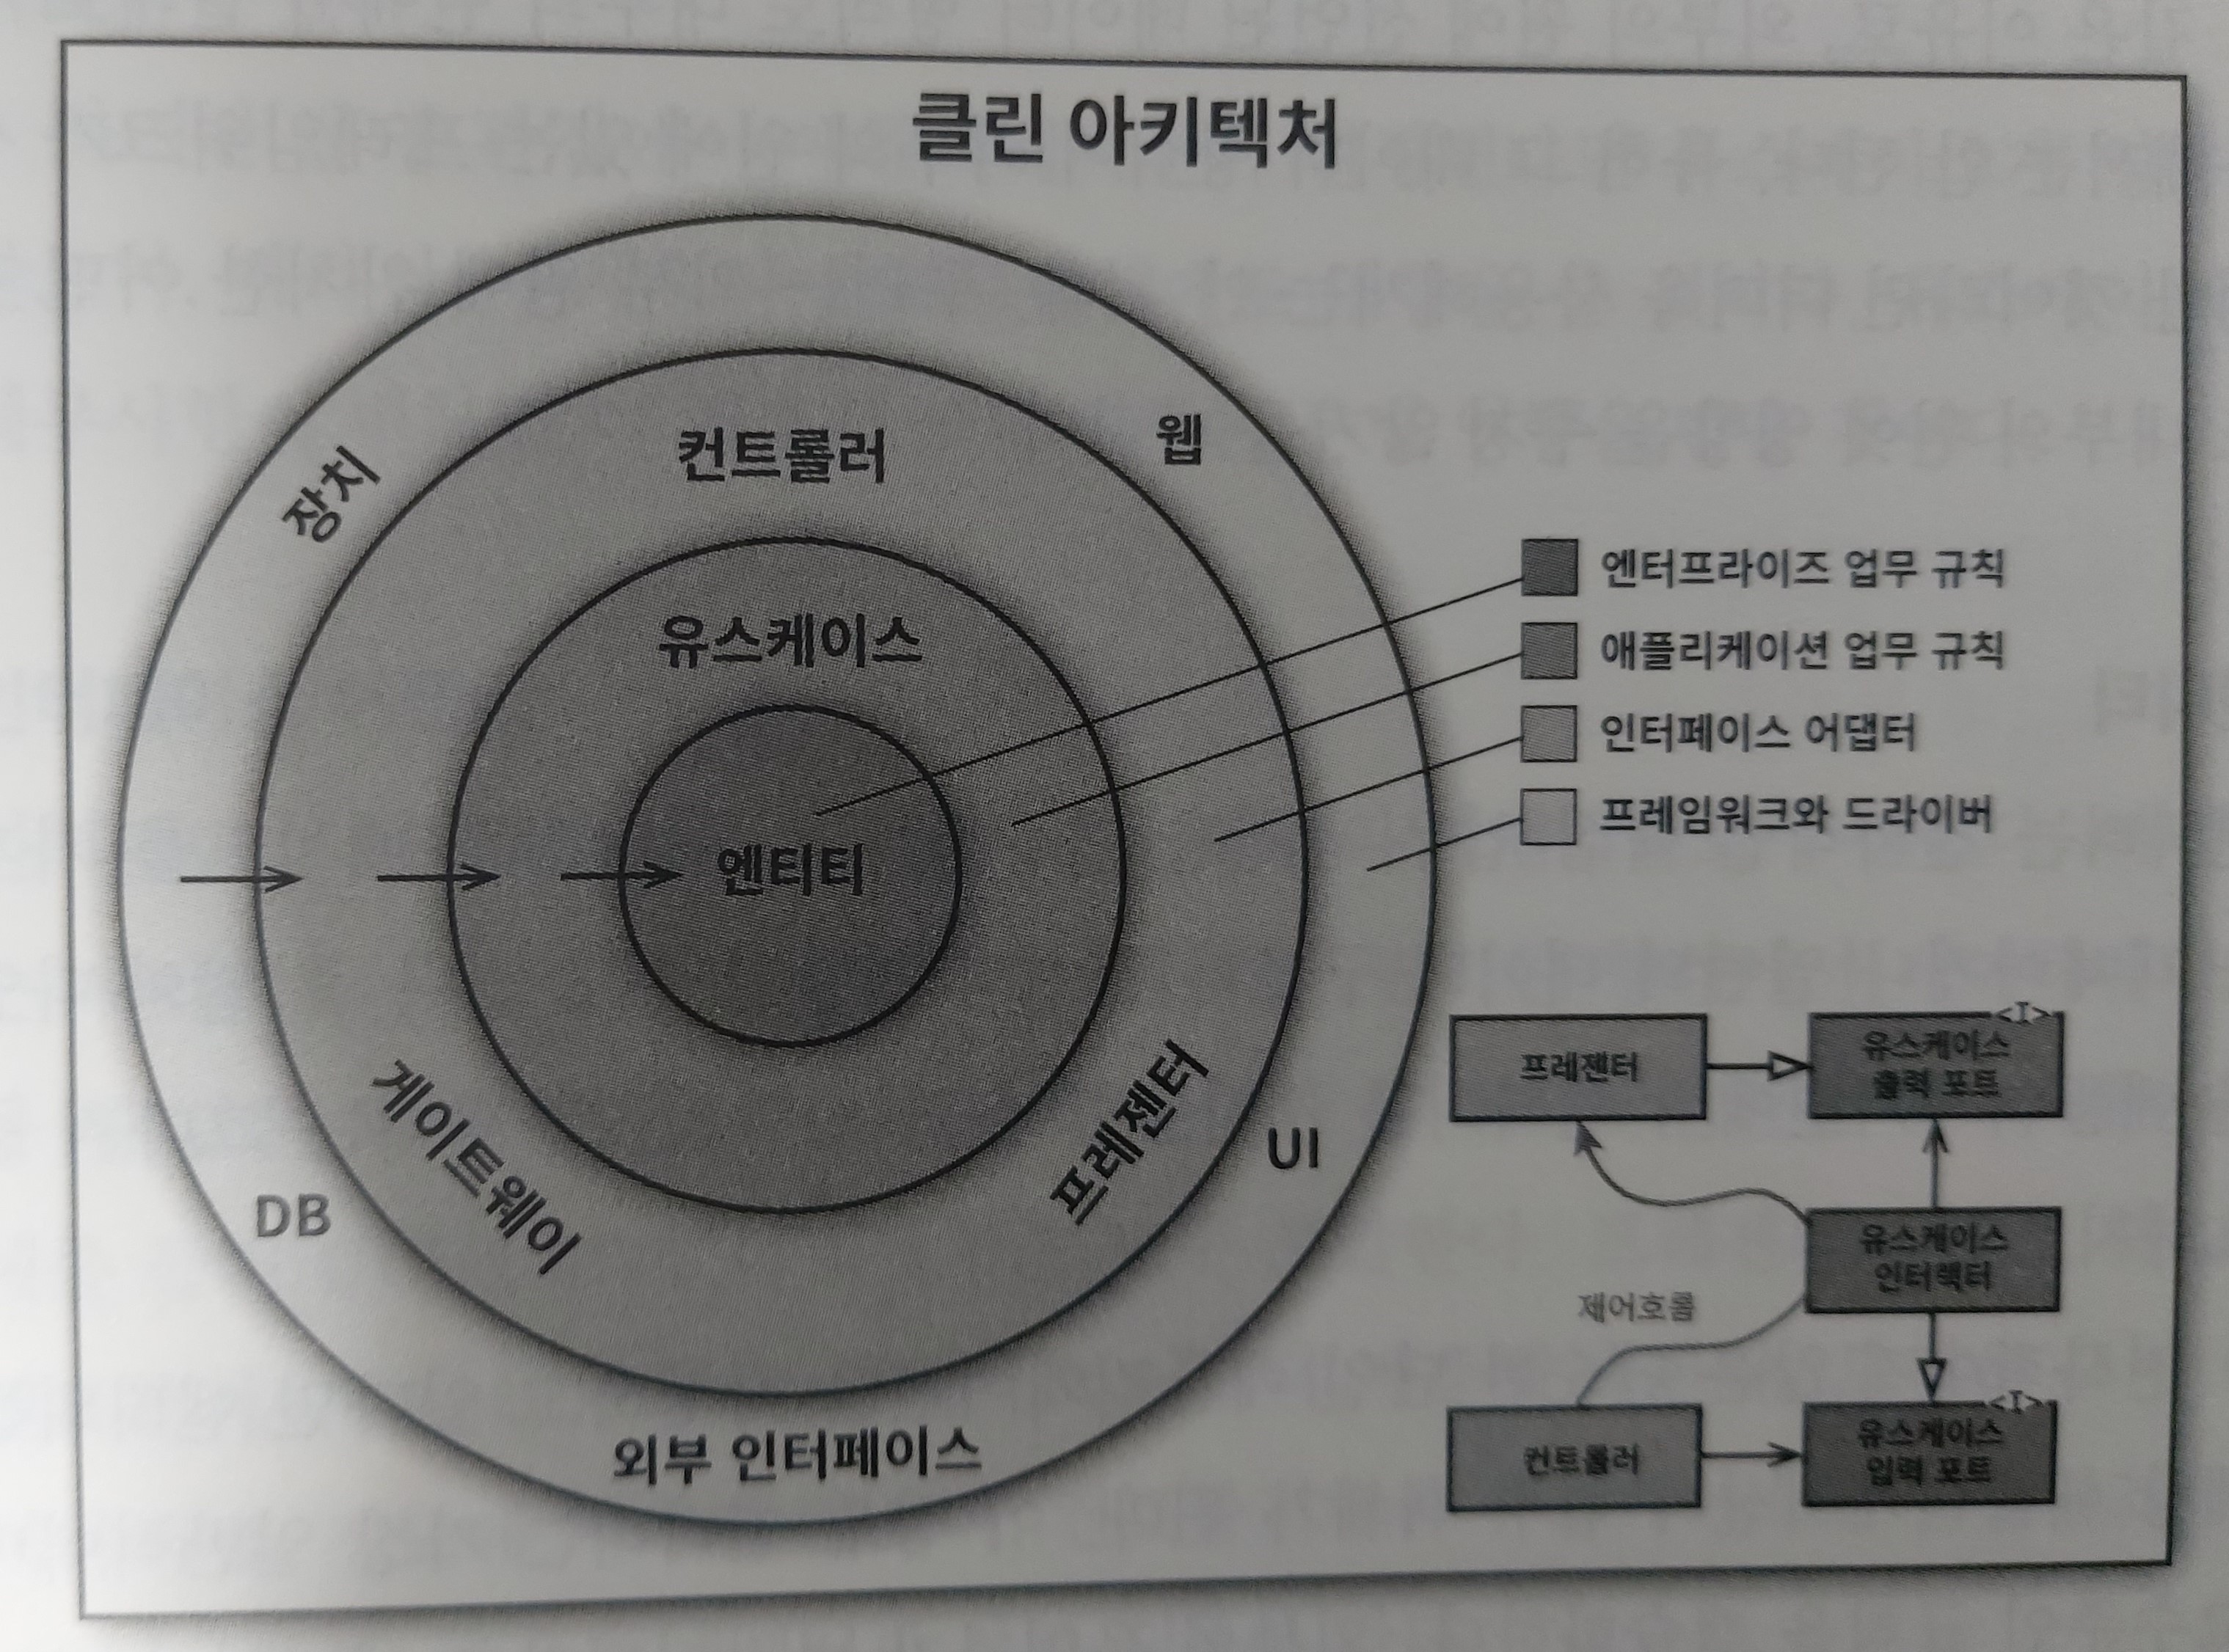 클린 아키텍처
장치
웹
컨트롤러
유스케이스
엔티티
게이트웨이
프레젠터
DB
UI
외부 인터페이스
엔터프라이즈 업무 규칙
애플리케이션 업무 규칙
인터페이스 어댑터
프레임워크와 드라이버
프레젠터
<I>
유스케이스
출력 포트
유스케이스
인터랙터
제어흐름
컨트롤러
<I>
유스케이스
입력 포트